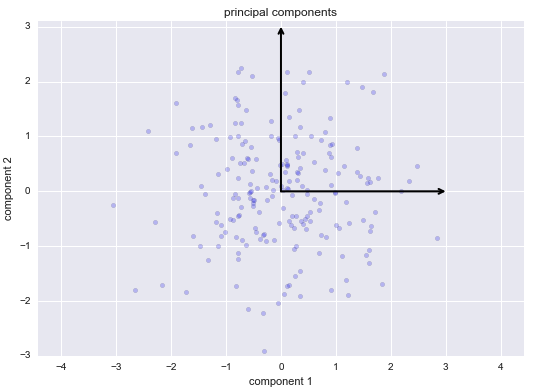 principal components
3
2
1
0
−1
−2
−3
−4 −3 −2 −1 0 1 2 3 4
component 2
component 1